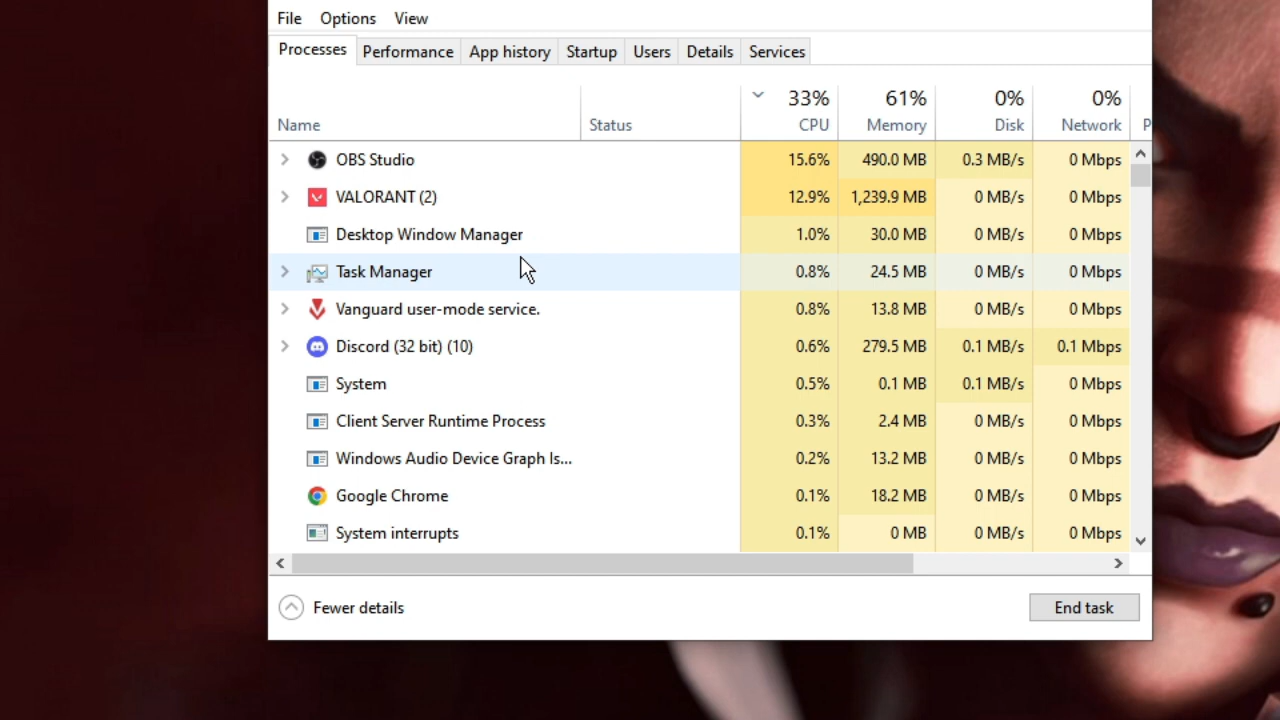 File Options View
Processes Performance App history Startup Users Details Services
33% 61% 0% 0%
Name Status CPU Memory Disk Network P
OBS Studio 15.6% 490.0 MB 0.3 MB/s 0 Mbps
VALORANT (2) 12.9% 1,239.9 MB 0 MB/s 0 Mbps
Desktop Window Manager 1.0% 30.0 MB 0 MB/s 0 Mbps
Task Manager 0.8% 24.5 MB 0 MB/s 0 Mbps
Vanguard user-mode service. 0.8% 13.8 MB 0 MB/s 0 Mbps
Discord (32 bit) (10) 0.6% 279.5 MB 0.1 MB/s 0.1 Mbps
System 0.5% 0.1 MB 0.1 MB/s 0 Mbps
Client Server Runtime Process 0.3% 2.4 MB 0 MB/s 0 Mbps
Windows Audio Device Graph Is... 0.2% 13.2 MB 0 MB/s 0 Mbps
Google Chrome 0.1% 18.2 MB 0 MB/s 0 Mbps
System interrupts 0.1% 0 MB 0 MB/s 0 Mbps
Fewer details End task